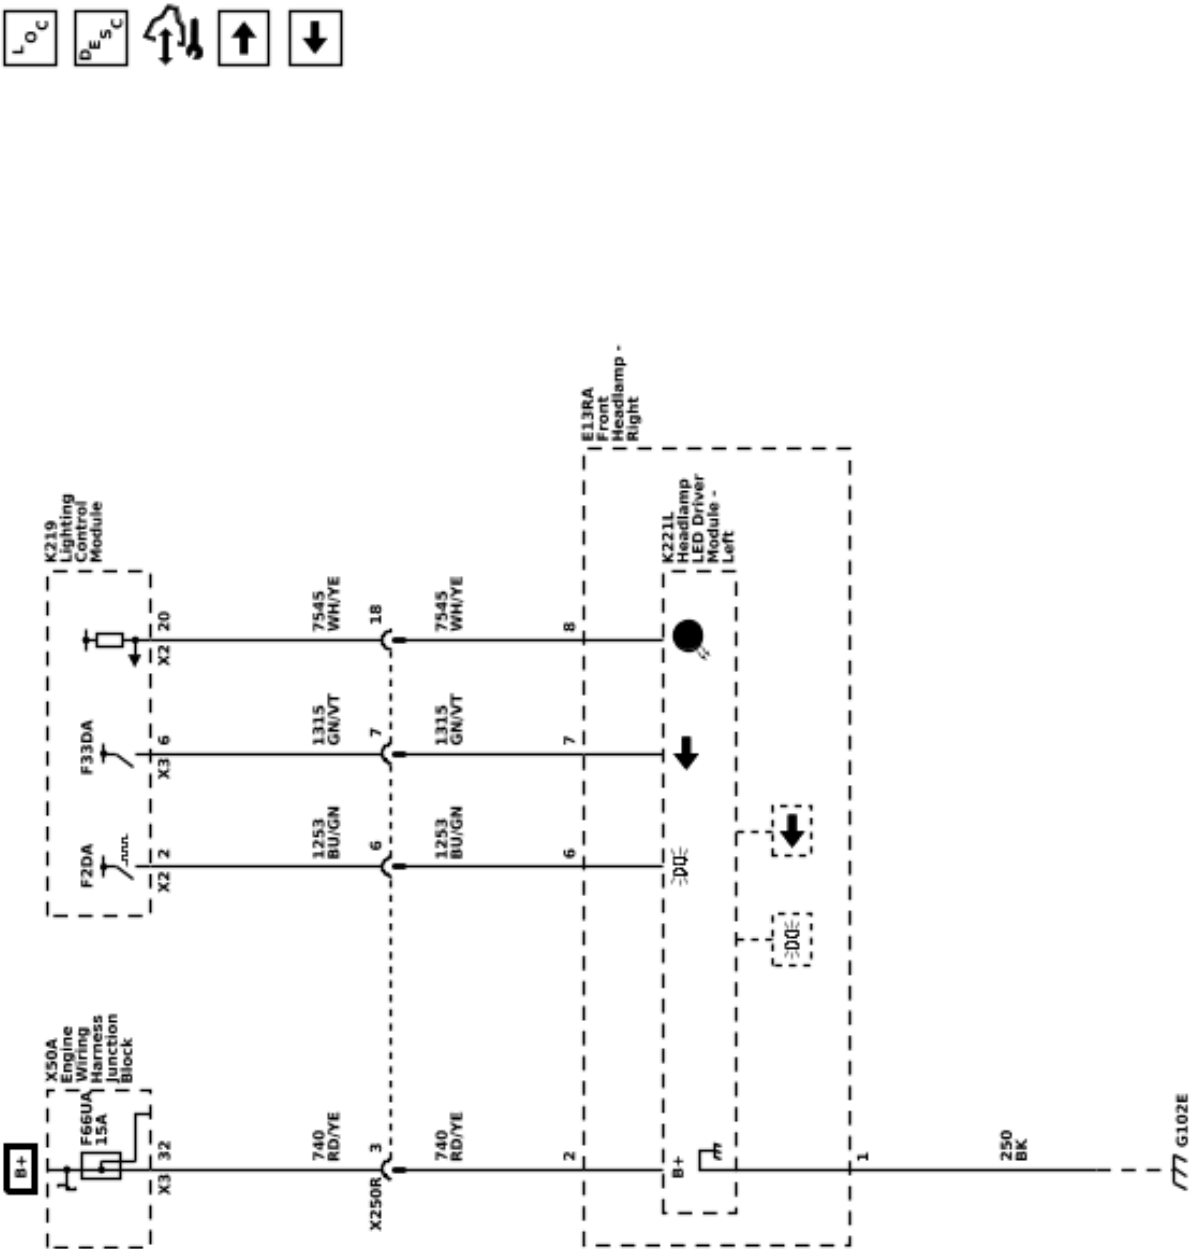 LOC
DESC
B+
X50A
Engine
Wiring
Harness
Junction
Block
F66UA
15A
X3 32
740
RD/YE
X250R 3
740
RD/YE
2
B+
1
250
BK
G102E
K219
Lighting
Control
Module
F2DA
X2 2
1253
BU/GN
6
1253
BU/GN
6
F33DA
X3 6
1315
GN/VT
7
1315
GN/VT
7
X2 20
7545
WH/YE
18
7545
WH/YE
8
E13RA
Front
Headlamp -
Right
K221L
Headlamp
LED Driver
Module -
Left